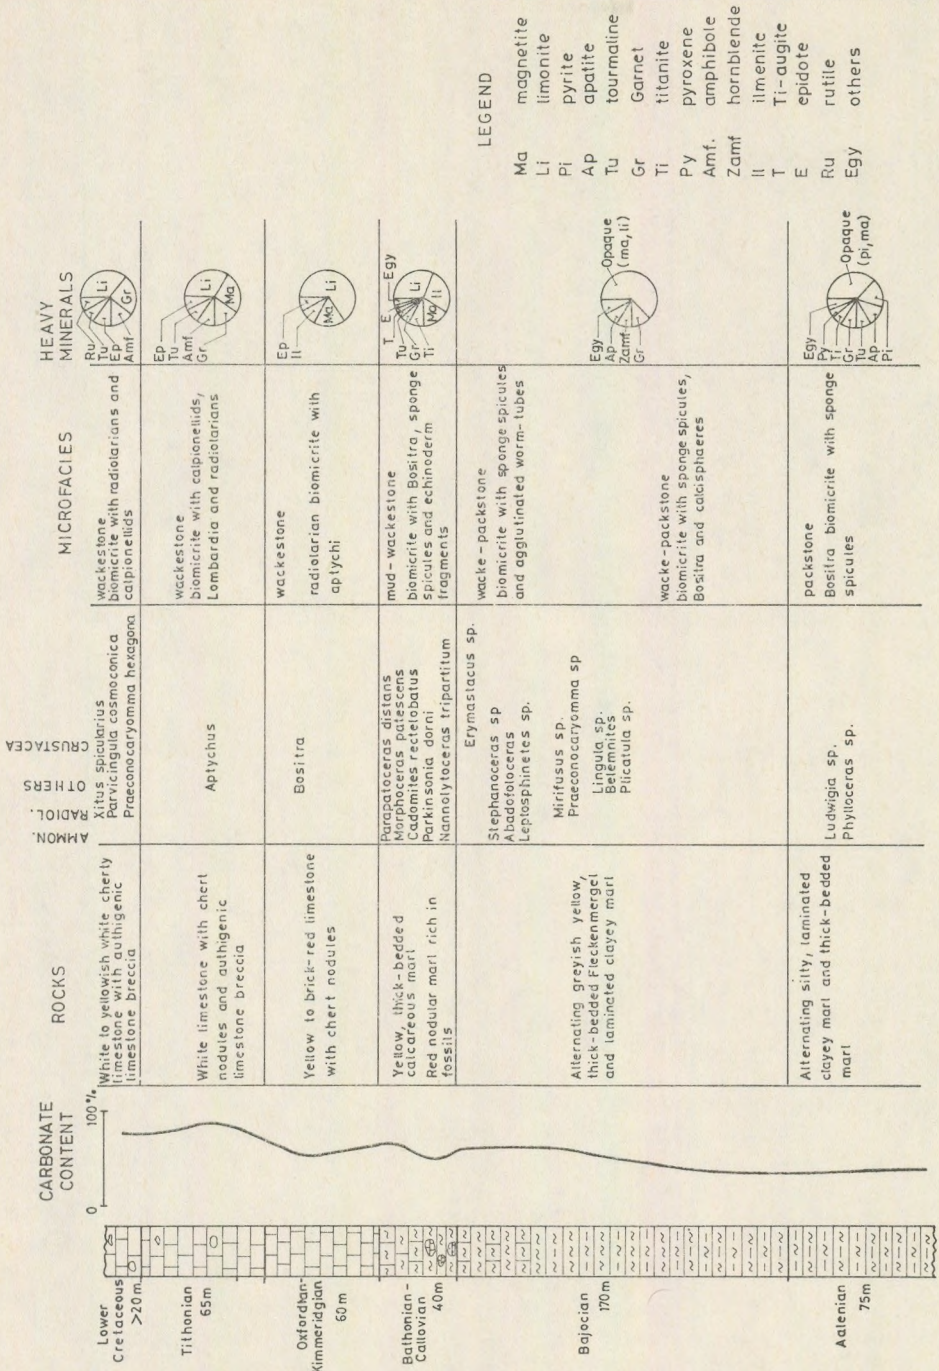 CARBONATE
CONTENT
0
100%
ROCKS
AMMON.
RADIOL.
OTHERS
CRUSTACEA
MICROFACIES
HEAVY
MINERALS
Lower
Cretaceous
>20m
White to yellowish white cherty
limestone with authigenic
limestone breccia
Xitus spicularius
Parvicingula cosmoconica
Praeconocaryomma hexagona
wackestone
biomicrite with radiolarians and
calpionellids
Ru
Tu
Ep
Amf
Li
Gr
Tithonian
65m
White limestone with chert
nodules and authigenic
limestone breccia
Aptychus
wackestone
biomicrite with calpionellids,
Lombardia and radiolarians
Ep
Tu
Amf
Gr
Li
Ma
Oxfordian-
Kimmeridgian
60m
Yellow to brick-red limestone
with chert nodules
Bositra
wackestone
radiolarian biomicrite with
aptychi
Ep
Il
Ma
Li
Bathonian-
Callovian
40m
Yellow, thick-bedded
calcareous marl
Red nodular marl rich in
fossils
Parapatoceras distans
Morphoceras patescens
Cadomites rectelobatus
Parkinsonia dorni
Nannolytoceras tripartitum
mud-wackestone
biomicrite with Bositra, sponge
spicules and echinoderm
fragments
T
E
Egy
Tu
Gr
Ti
Li
Ma
Il
Bajocian
170m
Alternating greyish yellow,
thick-bedded Fleckenmergel
and laminated clayey marl
Erymastacus sp.
Stephanoceras sp
Abadofoloceras
Leptosphinctes sp.
Mirifusus sp.
Praeconocaryomma sp
Lingula sp.
Belemnites
Plicatula sp.
wacke-packstone
biomicrite with sponge spicules
and agglutinated worm-tubes
wacke-packstone
biomicrite with sponge spicules,
Bositra and calcisphaeres
Egy
Ap
Zamf
Gr
Opaque
(ma, li)
Aalenian
75m
Alternating silty, laminated
clayey marl and thick-bedded
marl
Ludwigia sp.
Phylloceras sp.
packstone
Bositra biomicrite with sponge
spicules
Egy
Py
Ti
Gr
Tu
Ap
Pi
Opaque
(pi, ma)
LEGEND
Ma magnetite
Li limonite
Pi pyrite
Ap apatite
Tu tourmaline
Gr Garnet
Ti titanite
Py pyroxene
Amf. amphibole
Zamf hornblende
Il ilmenite
T Ti-augite
E epidote
Ru rutile
Egy others